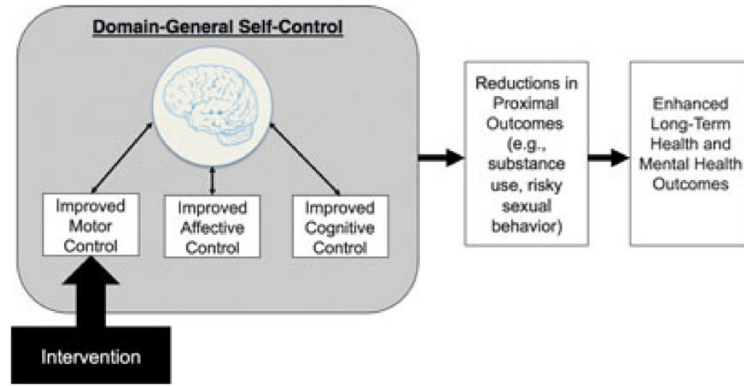 Domain-General Self-Control
Improved
Motor
Control
Improved
Affective
Control
Improved
Cognitive
Control
Intervention
Reductions in
Proximal
Outcomes
(e.g.,
substance
use, risky
sexual
behavior)
Enhanced
Long-Term
Health and
Mental Health
Outcomes